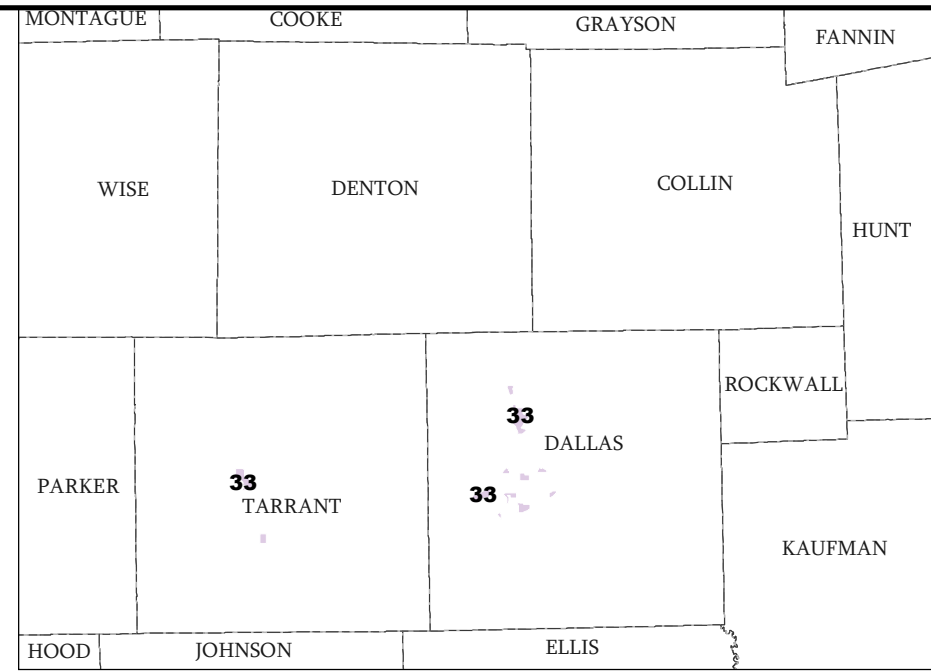 MONTAGUE
COOKE
GRAYSON
FANNIN
WISE
DENTON
COLLIN
HUNT
ROCKWALL
33
DALLAS
33
PARKER
TARRANT
33
KAUFMAN
HOOD
JOHNSON
ELLIS